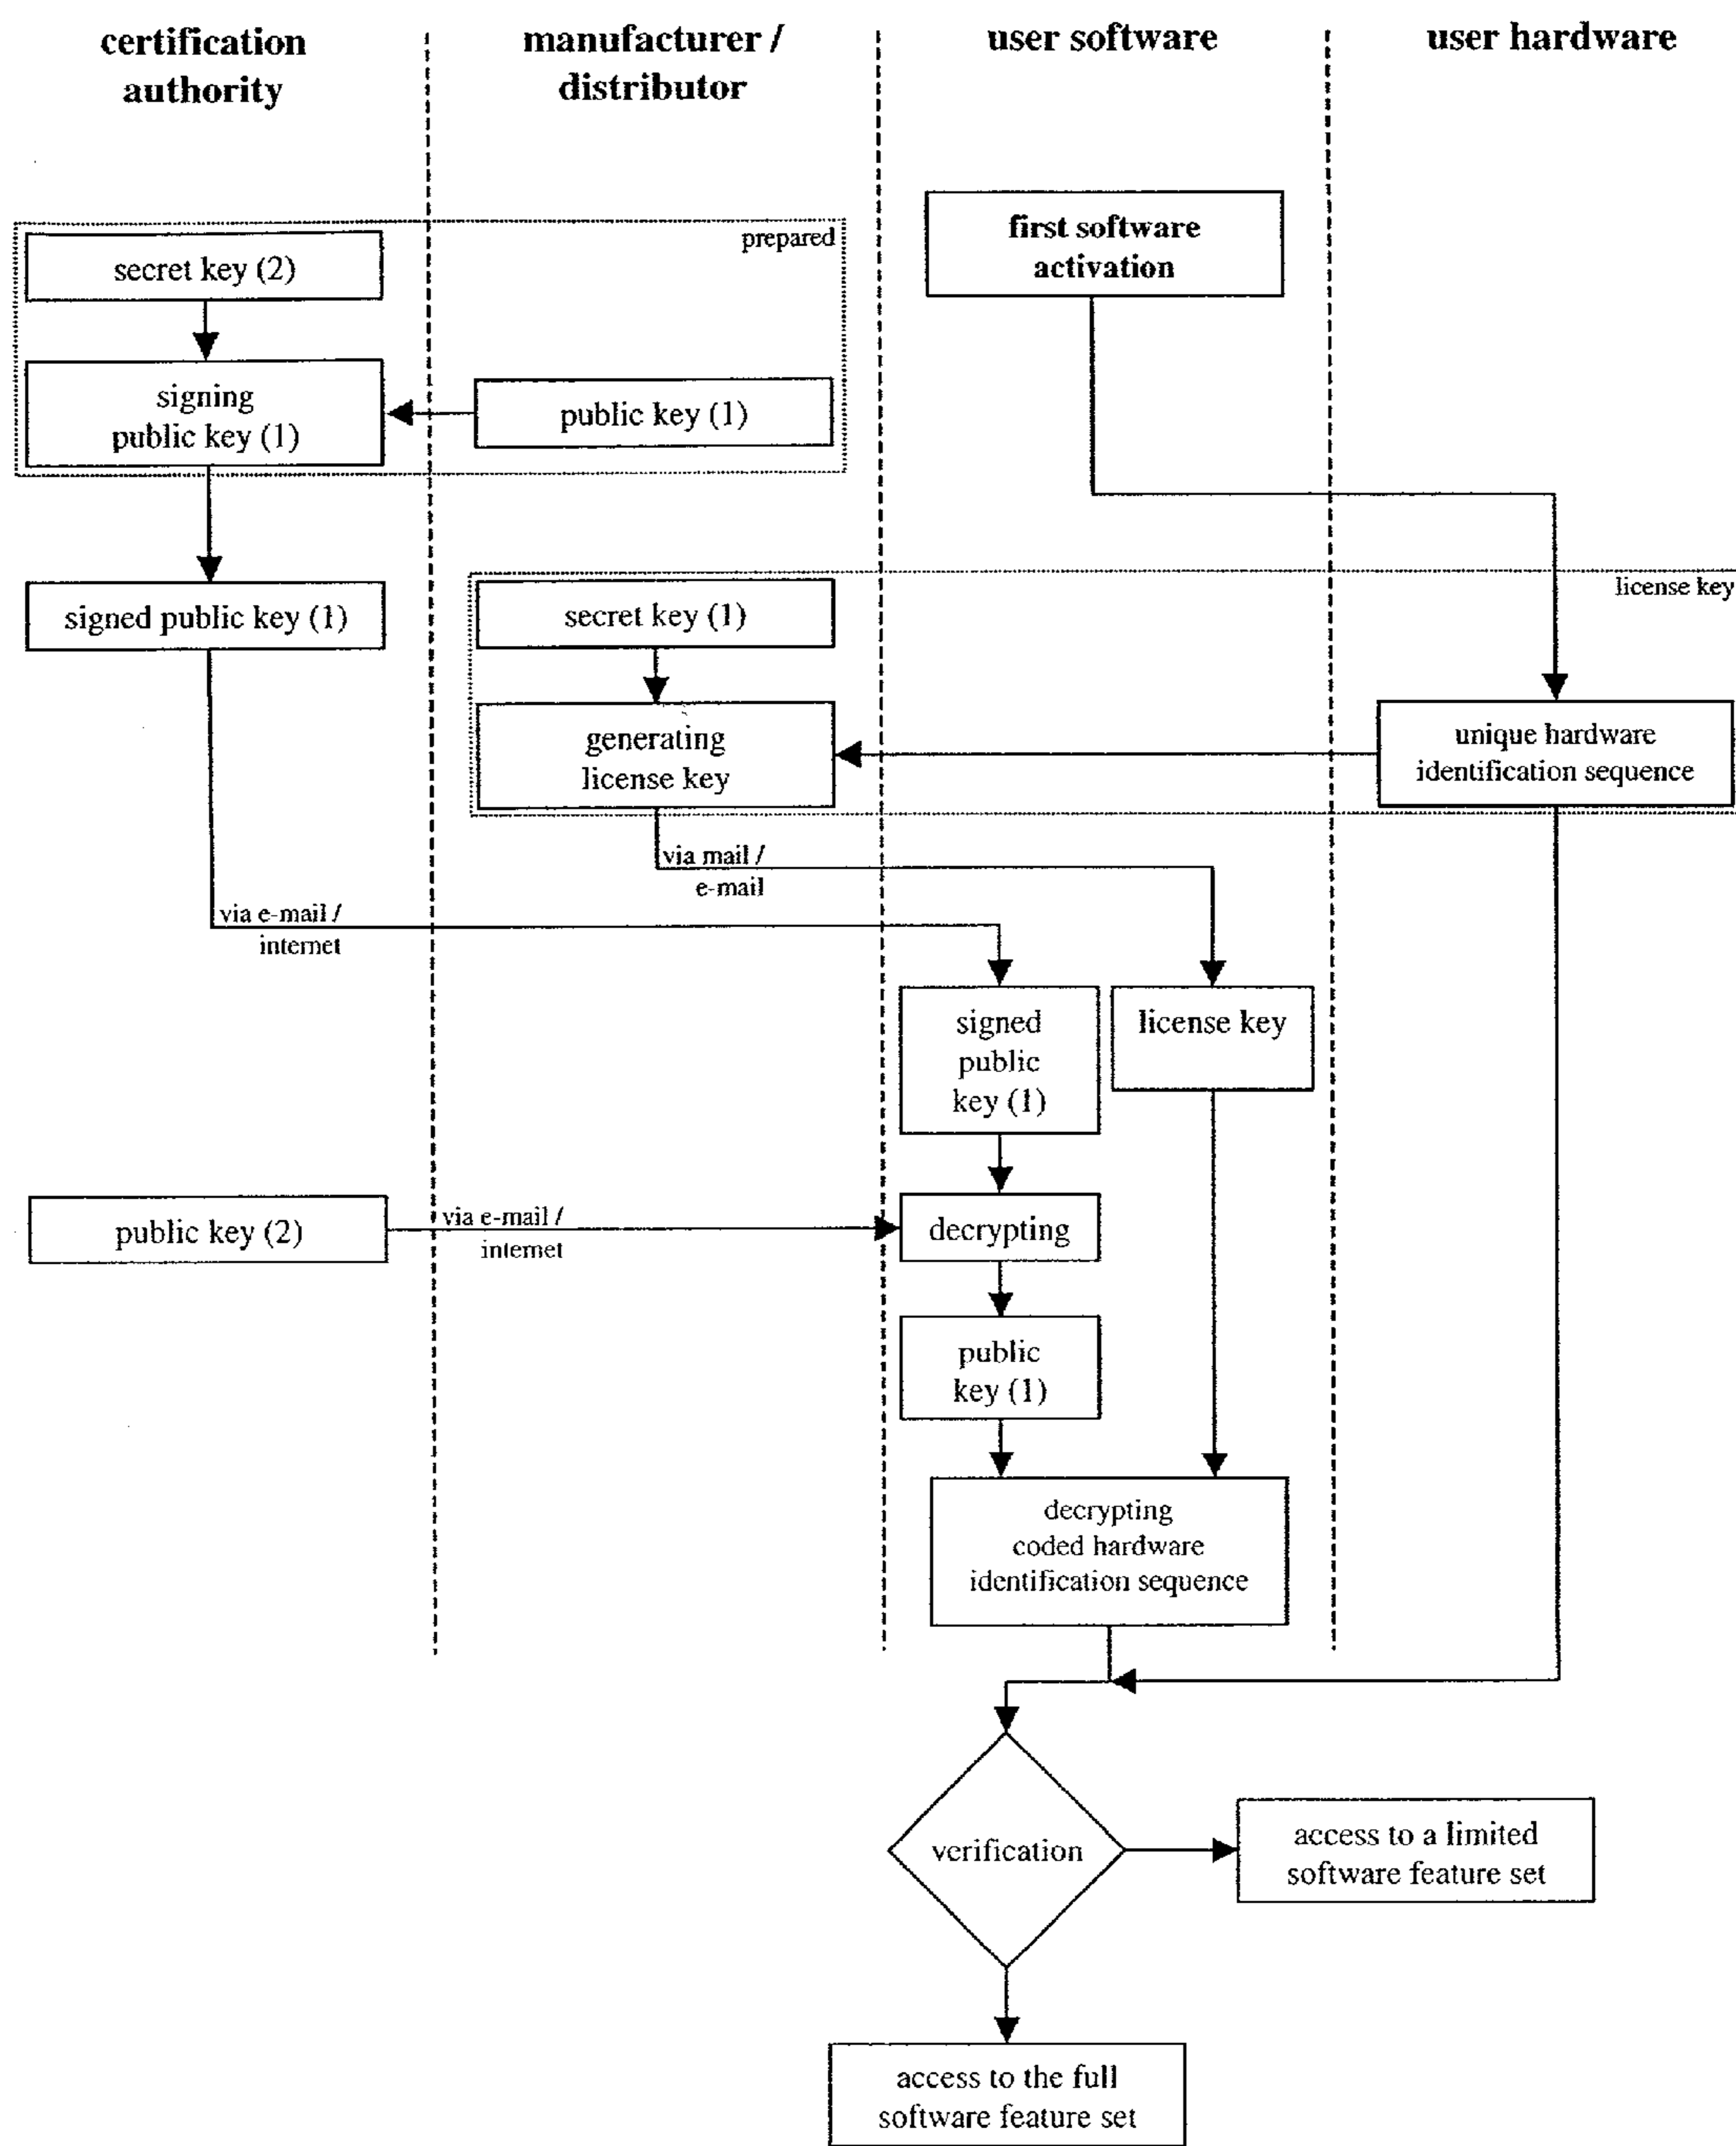 certification
authority
manufacturer /
distributor
user software
user hardware
prepared
secret key (2)
first software
activation
signing
public key (1)
public key (1)
signed public key (1)
license key
secret key (1)
generating
license key
unique hardware
identification sequence
via mail /
e-mail
via e-mail /
internet
signed
public
key (1)
license key
public key (2)
via e-mail /
internet
decrypting
public
key (1)
decrypting
coded hardware
identification sequence
verification
access to a limited
software feature set
access to the full
software feature set